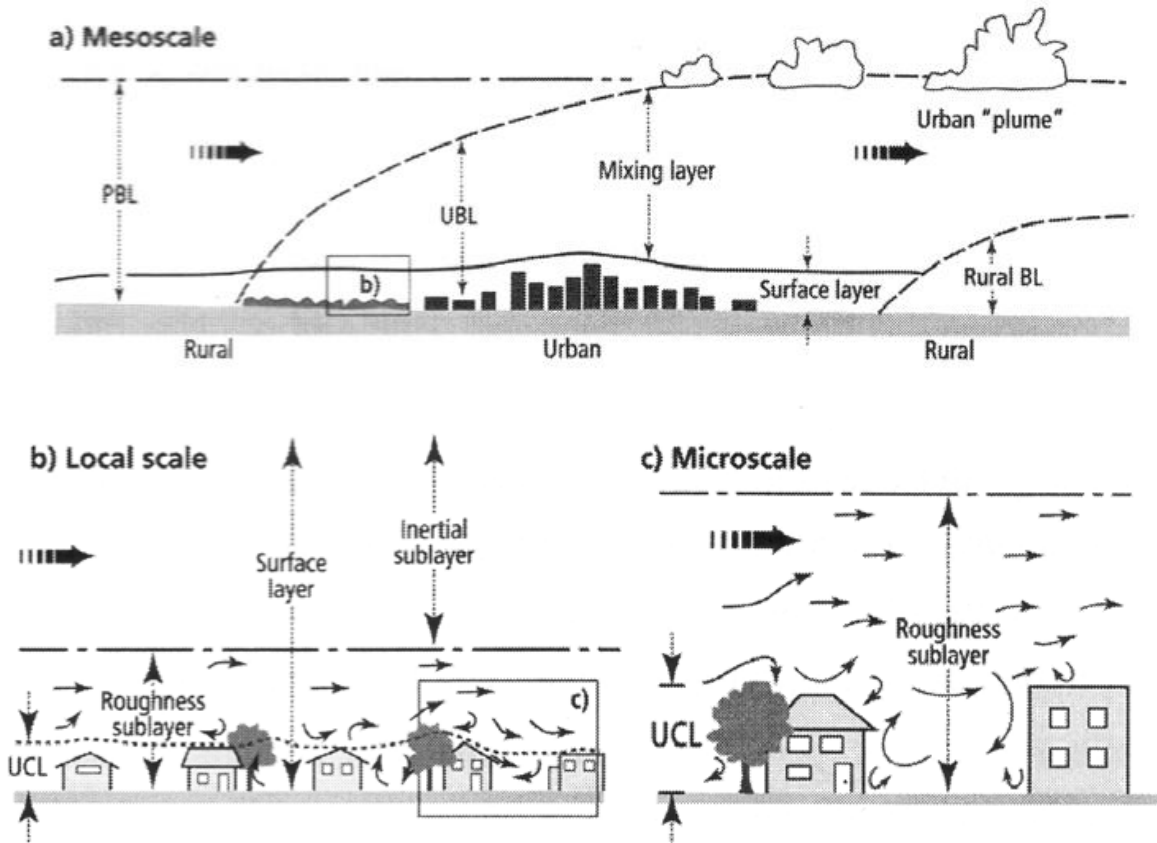 a) Mesoscale
Urban "plume"
PBL
Mixing layer
UBL
b)
Surface layer
Rural BL
Rural
Urban
Rural
b) Local scale
Inertial
sublayer
Surface
layer
Roughness
sublayer
c)
UCL
c) Microscale
Roughness
sublayer
UCL